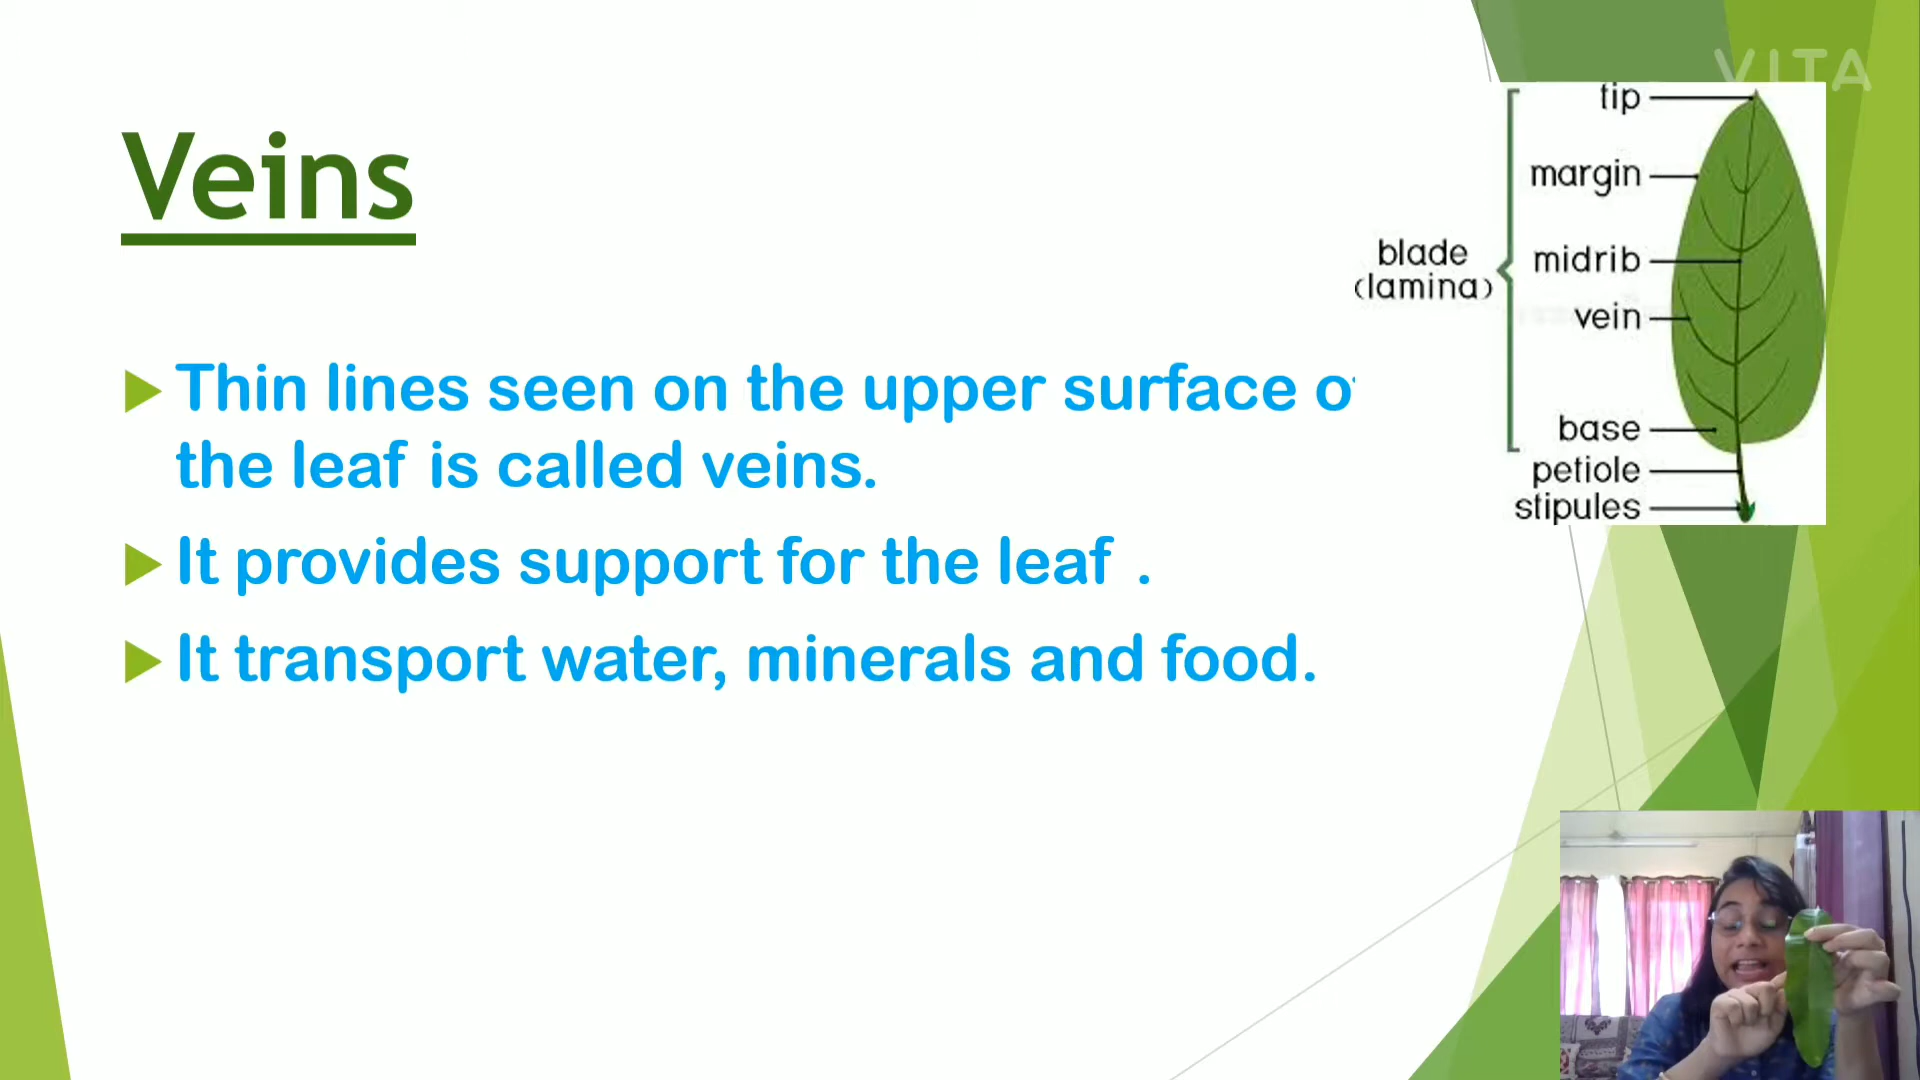 VITA
Veins
Thin lines seen on the upper surface
the leaf is called veins.
It provides support for the leaf .
It transport water, minerals and food.
tip
margin
blade
(lamina)
midrib
vein
base
petiole
stipules